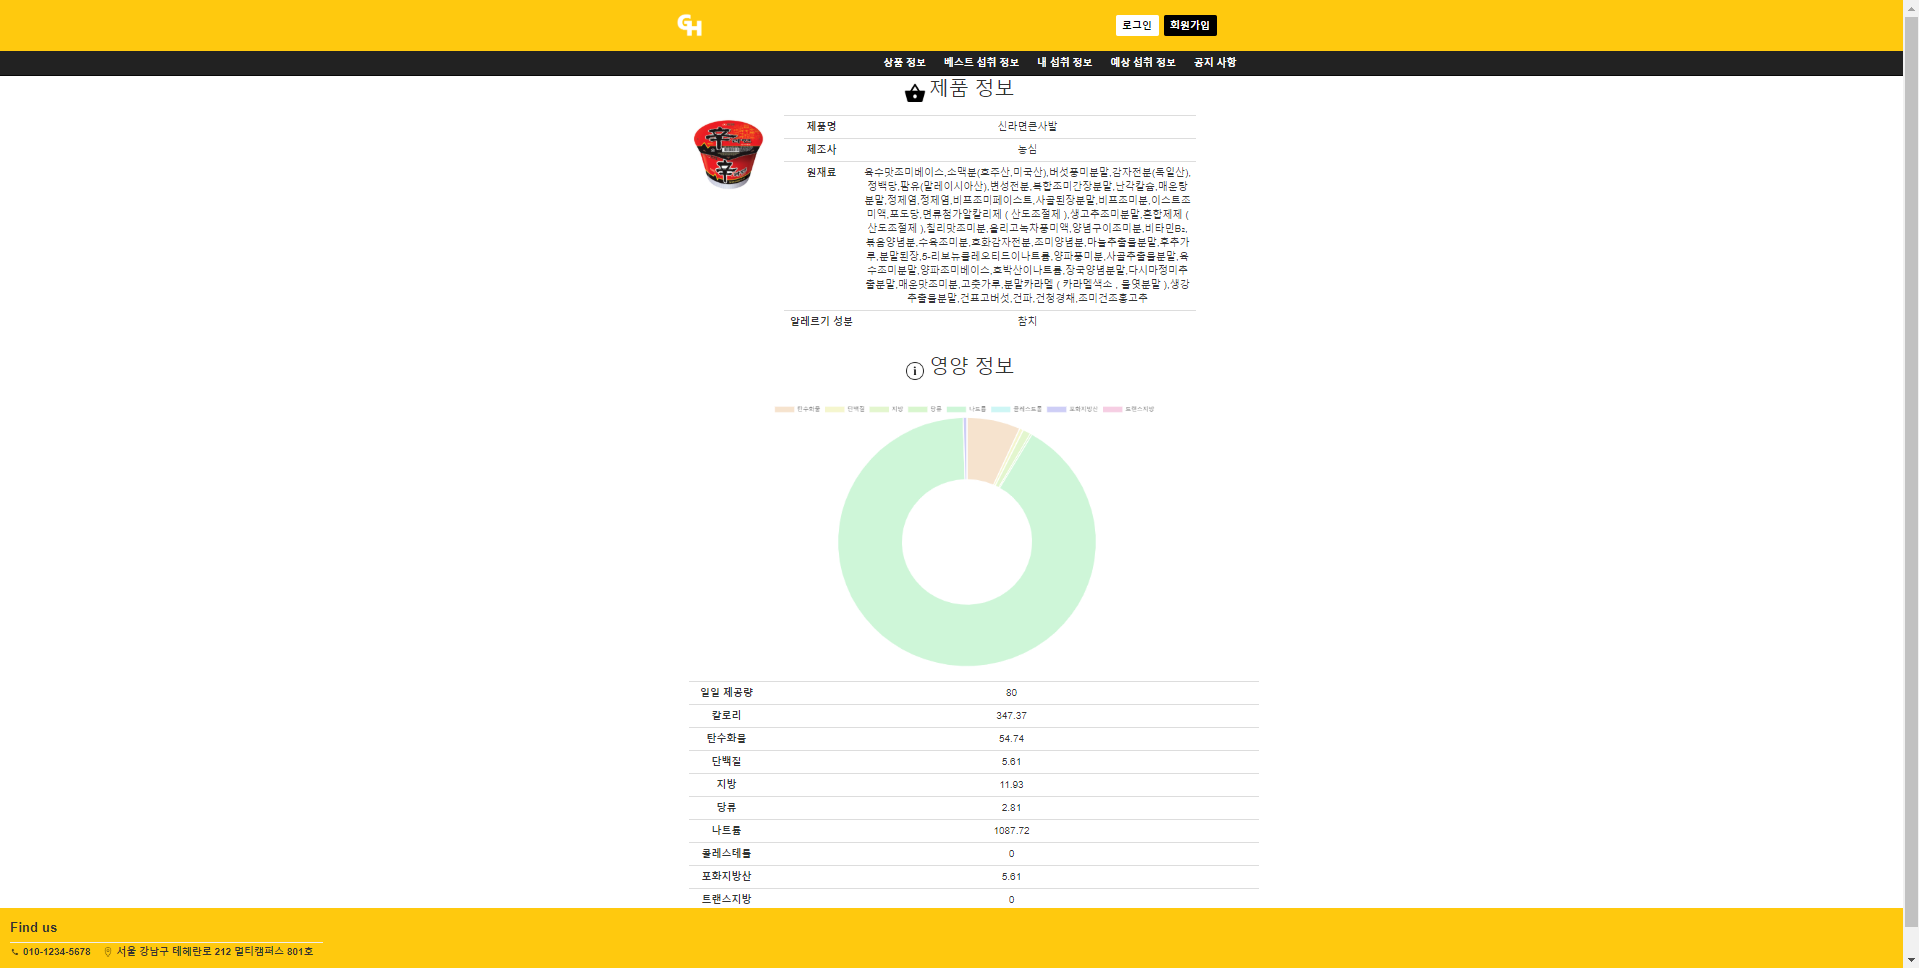 GH
로그인 회원가입
상품 정보 베스트 섭취 정보 내 섭취 정보 예상 섭취 정보 공지 사항
제품 정보
제품명 신라면큰사발
제조사 농심
원재료 육수맛조미베이스,소맥분(호주산,미국산),버섯풍미분말,감자전분(독일산),
정백당,팜유(말레이시아산),변성전분,복합조미간장분말,난각칼슘,매운탕
분말,정제염,정제염,비프조미페이스트,사골된장분말,비프조미분,이스트조
미액,포도당,면류첨가알칼리제 ( 산도조절제 ),생고추조미분말,혼합제제 (
산도조절제 ),칠리맛조미분,올리고녹차풍미액,양념구이조미분,비타민B₂,
볶음양념분,수육조미분,호화감자전분,조미양념분,마늘추출물분말,후추가
루,분말된장,5-리보뉴클레오티드이나트륨,양파풍미분,사골추출물분말,육
수조미분말,양파조미베이스,호박산이나트륨,장국양념분말,다시마정미추
출분말,매운맛조미분,고춧가루,분말카라멜 ( 카라멜색소 , 물엿분말 ),생강
추출물분말,건표고버섯,건파,건청경채,조미건조홍고추
알레르기 성분 참치
영양 정보
탄수화물 단백질 지방 당류 나트륨 콜레스트롤 포화지방산 트랜스지방
일일 제공량 80
칼로리 347.37
탄수화물 54.74
단백질 5.61
지방 11.93
당류 2.81
나트륨 1087.72
콜레스테롤 0
포화지방산 5.61
트랜스지방 0
Find us
010-1234-5678 서울 강남구 테헤란로 212 멀티캠퍼스 801호